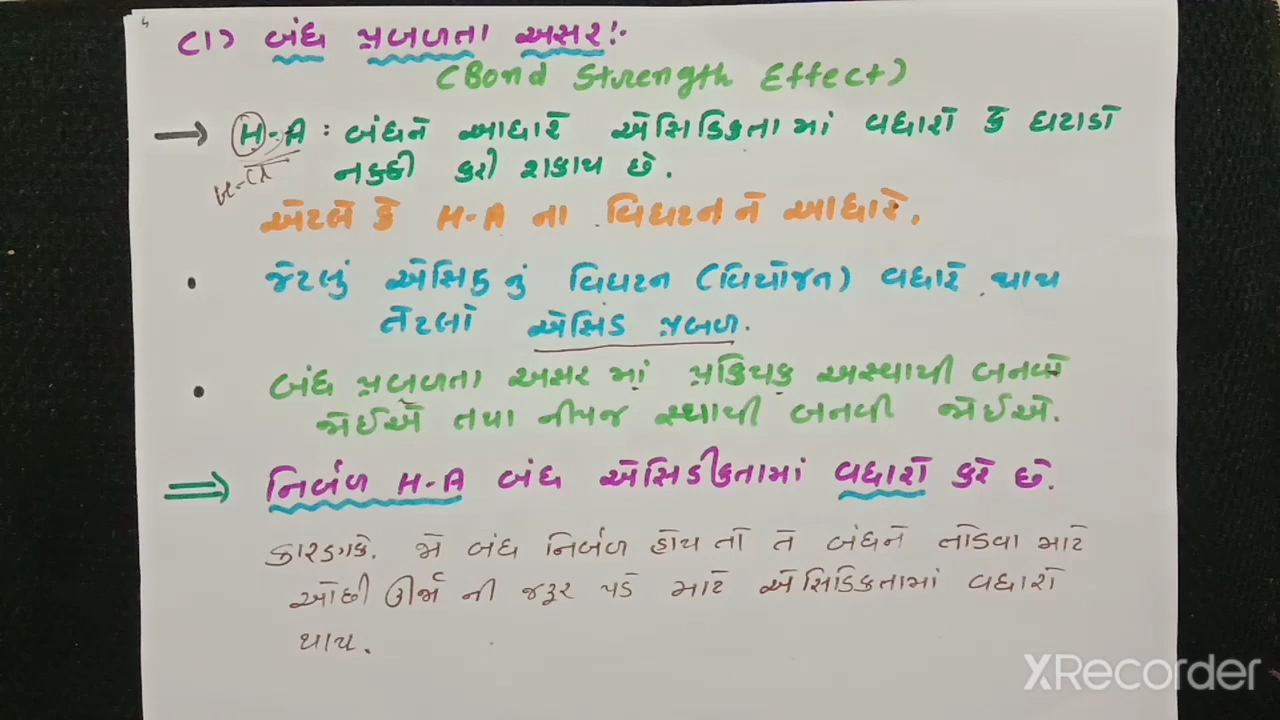 (1) બંધ પ્રબળતા અસર :-
(Bond Strength Effect)
→ H-A : બંધને આધારે એસિડિકતામાં વધારો કે ઘટાડો
H-Cl
નક્કી કરી શકાય છે.
એટલે કે H-A ના વિઘટન ને આધારે.
• જેટલું એસિડ નું વિઘટન (વિયોજન) વધારે થાય
તેટલો એસિડ પ્રબળ.
• બંધ પ્રબળતા અસર માં પ્રક્રિયક અસ્થાયી બનવો
જોઈએ તથા નીપજ સ્થાયી બનવી જોઈએ.
⇒ નિર્બળ H-A બંધ એસિડીકતામાં વધારો કરે છે.
કારણકે. જો બંધ નિર્બળ હોય તો તે બંધને તોડવા માટે
ઓછી ઊર્જા ની જરૂર પડે માટે એસિડિકતામાં વધારો
થાય.
XRecorder